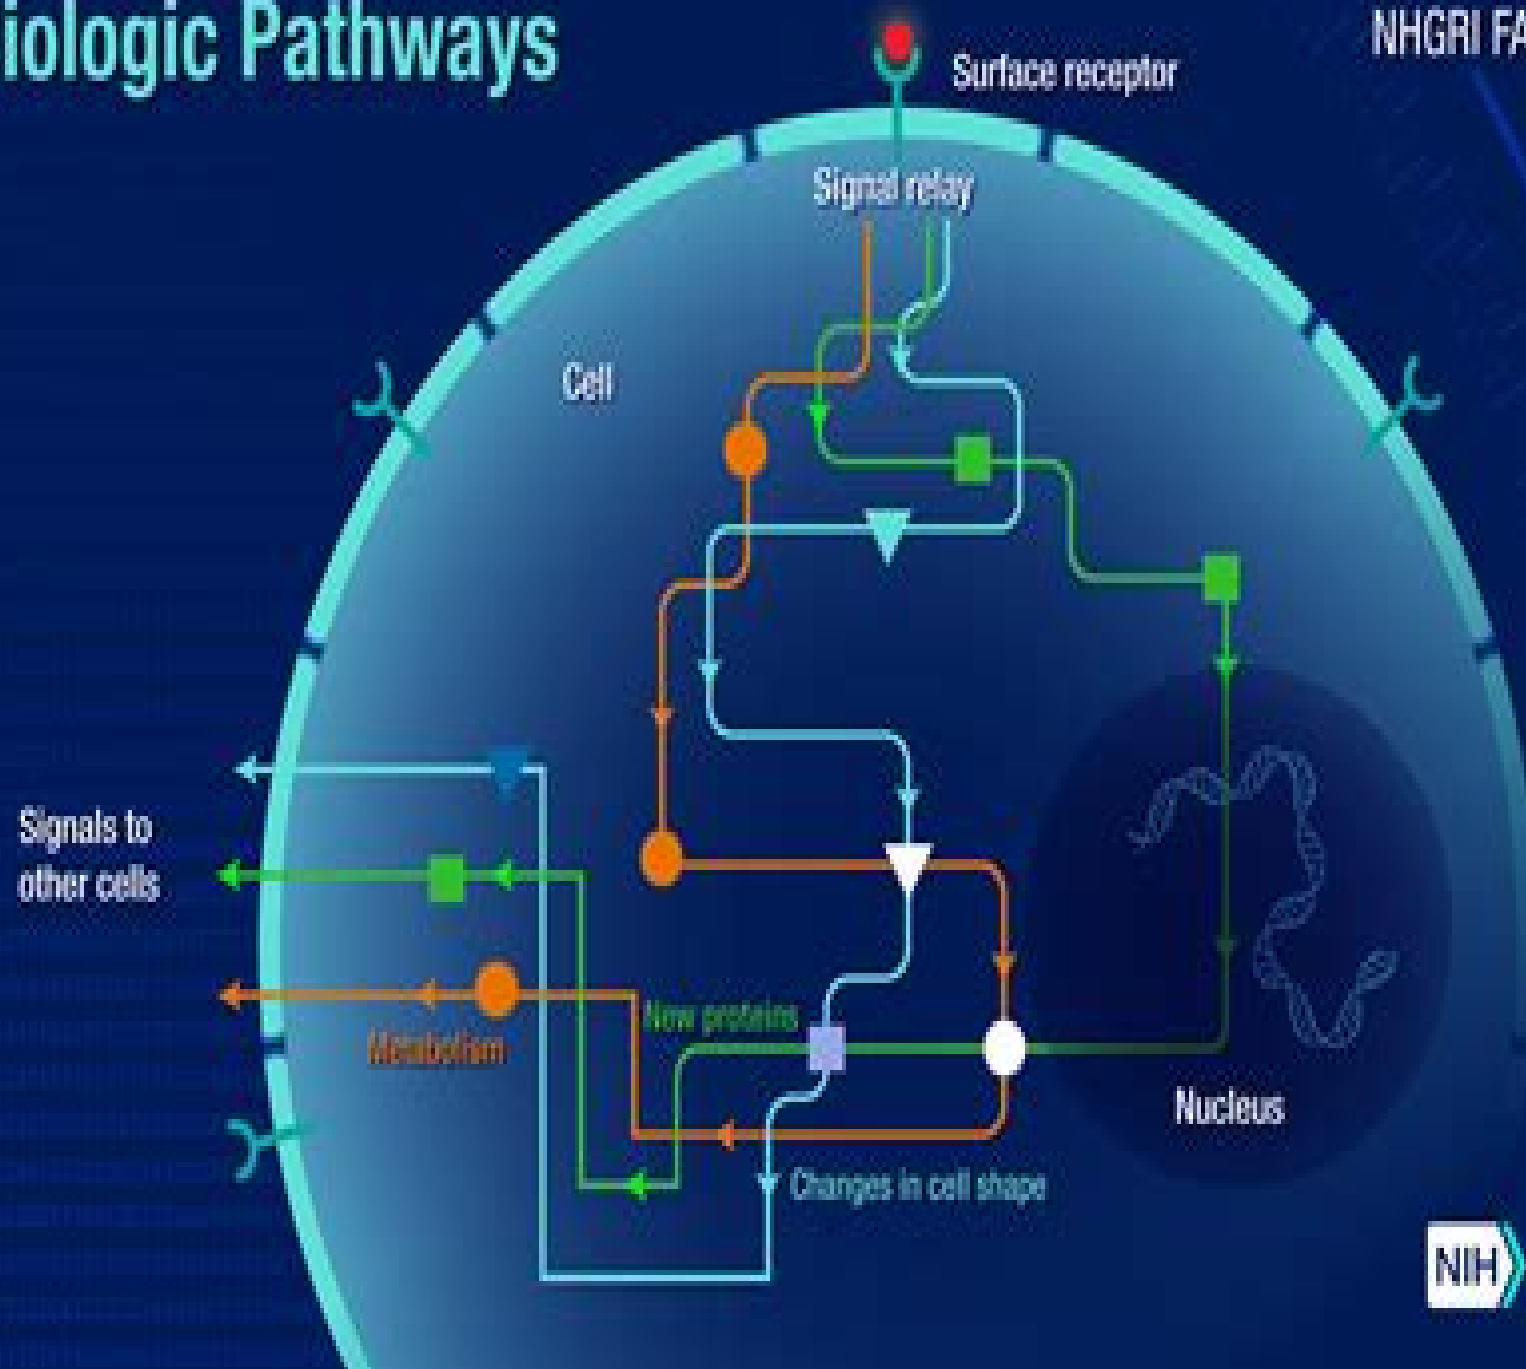 iologic Pathways
NHGRI FA
Surface receptor
Signal relay
Cell
Signals to
other cells
New proteins
Metabolism
Nucleus
Changes in cell shape
NIH